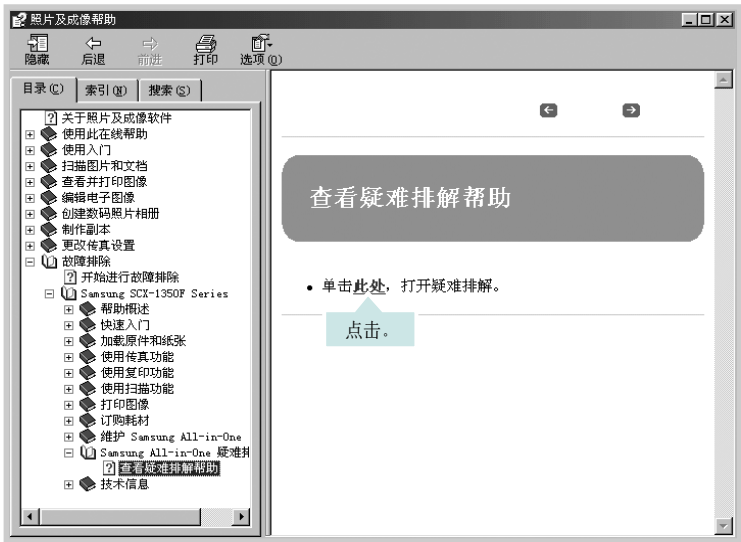 照片及成像帮助
隐藏 后退 前进 打印 选项(O)
目录(C) 索引(N) 搜索(S)
关于照片及成像软件
使用此在线帮助
使用入门
扫描图片和文档
查看并打印图像
编辑电子图像
创建数码照片相册
制作副本
更改传真设置
故障排除
开始进行故障排除
Samsung SCX-1350F Series
帮助概述
快速入门
加载原件和纸张
使用传真功能
使用复印功能
使用扫描功能
打印图像
订购耗材
维护 Samsung All-in-One
Samsung All-in-One 疑难排
查看疑难排解帮助
技术信息
查看疑难排解帮助
• 单击此处，打开疑难排解。
点击。